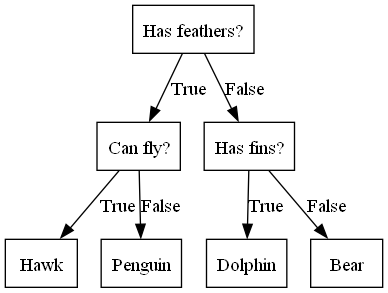 Has feathers?
True
False
Can fly?
Has fins?
True
False
True
False
Hawk
Penguin
Dolphin
Bear